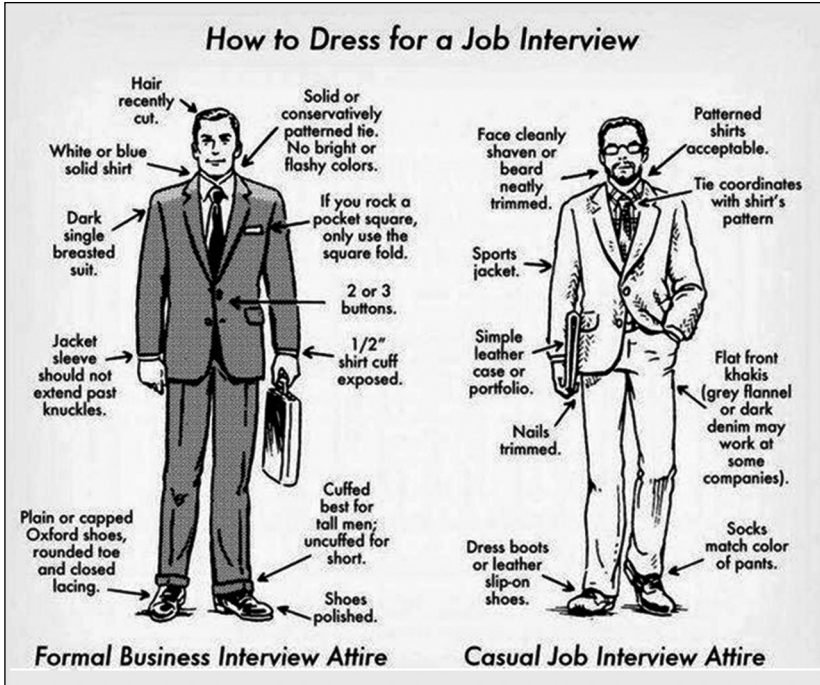 How to Dress for a Job Interview
Hair
recently
cut.
Solid or
conservatively
patterned tie.
No bright or
flashy colors.
White or blue
solid shirt
Dark
single
breasted
suit.
If you rock a
pocket square,
only use the
square fold.
2 or 3
buttons.
Jacket
sleeve
should not
extend past
knuckles.
1/2"
shirt cuff
exposed.
Plain or capped
Oxford shoes,
rounded toe
and closed
lacing.
Cuffed
best for
tall men;
uncuffed for
short.
Shoes
polished.
Formal Business Interview Attire
Face cleanly
shaven or
beard
neatly
trimmed.
Patterned
shirts
acceptable.
Tie coordinates
with shirt's
pattern
Sports
jacket.
Simple
leather
case or
portfolio.
Nails
trimmed.
Flat front
khakis
(grey flannel
or dark
denim may
work at
some
companies).
Dress boots
or leather
slip-on
shoes.
Socks
match color
of pants.
Casual Job Interview Attire